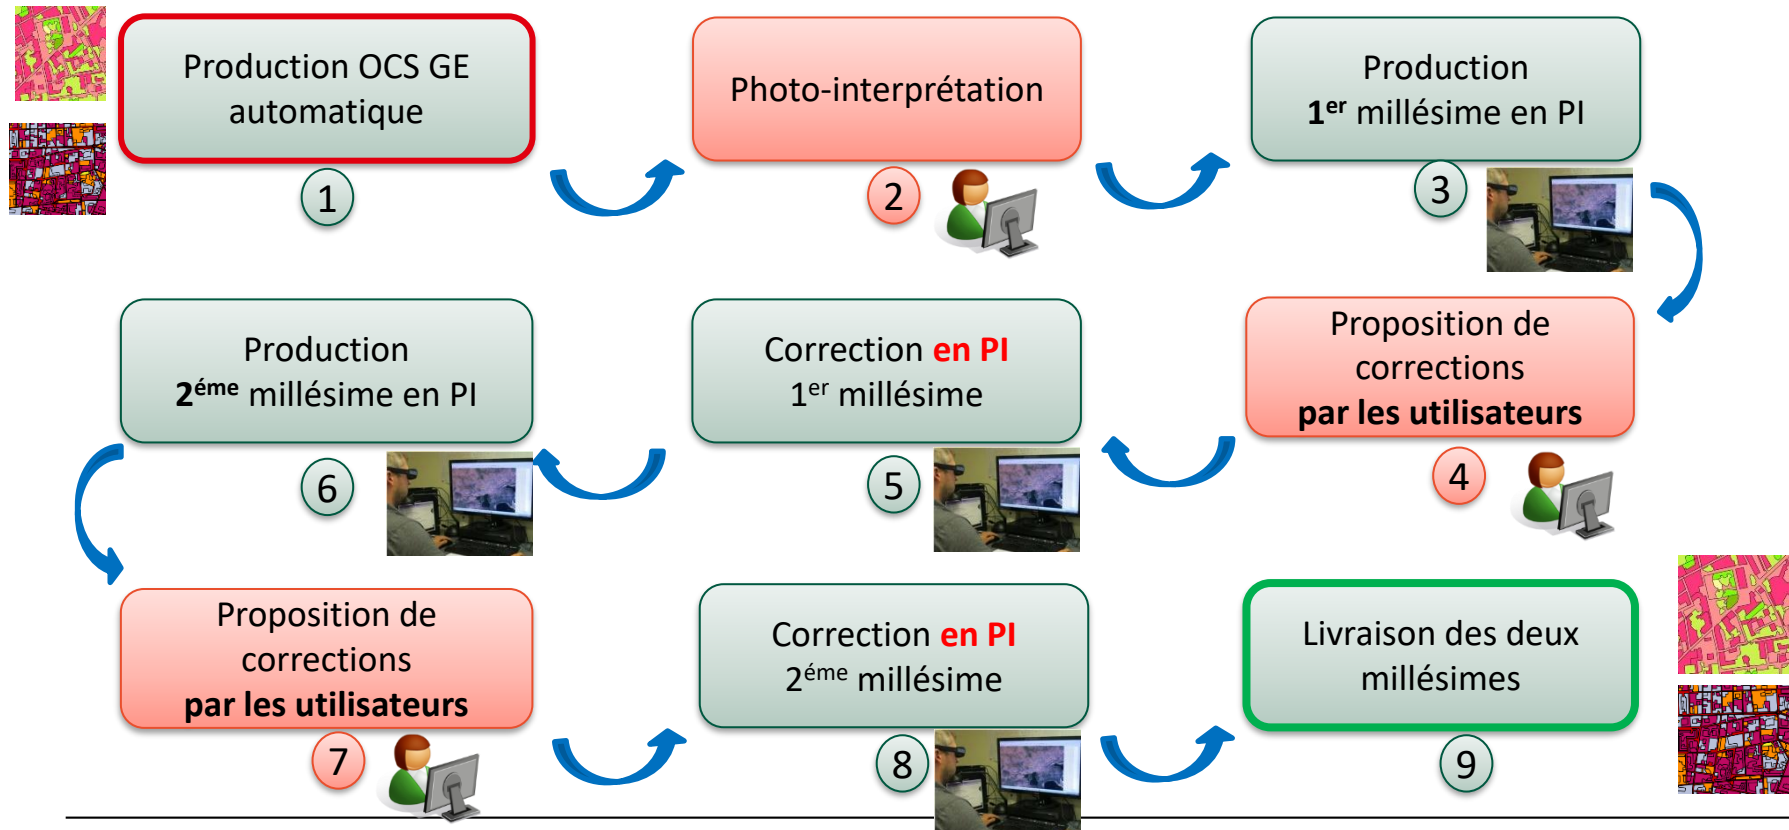 Production OCS GE
automatique
1
Photo-interprétation
2
Production
1er millésime en PI
3
Proposition de
corrections
par les utilisateurs
4
Correction en PI
1er millésime
5
Production
2éme millésime en PI
6
Proposition de
corrections
par les utilisateurs
7
Correction en PI
2éme millésime
8
Livraison des deux
millésimes
9